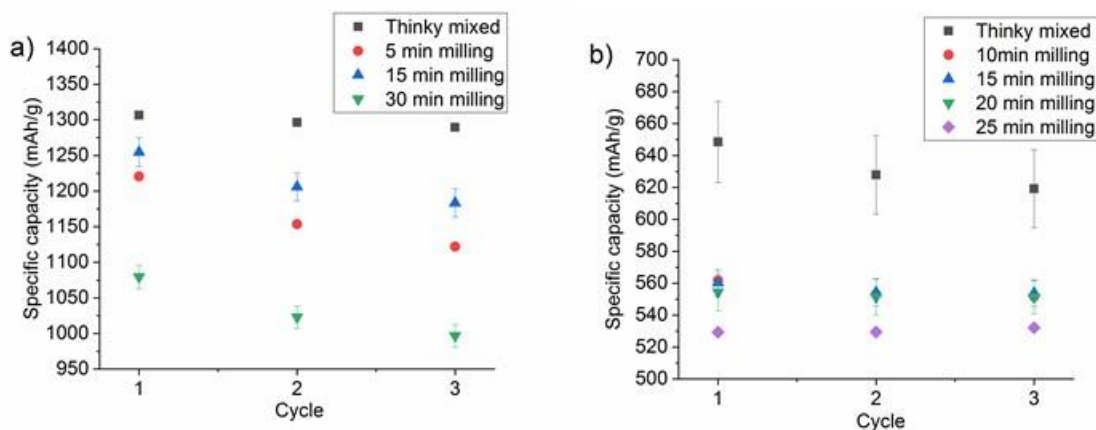 a)
Thinky mixed
5 min milling
15 min milling
30 min milling
Specific capacity (mAh/g)
1400
1350
1300
1250
1200
1150
1100
1050
1000
950
1 2 3
Cycle
b)
Thinky mixed
10min milling
15 min milling
20 min milling
25 min milling
Specific capacity (mAh/g)
700
680
660
640
620
600
580
560
540
520
500
1 2 3
Cycle